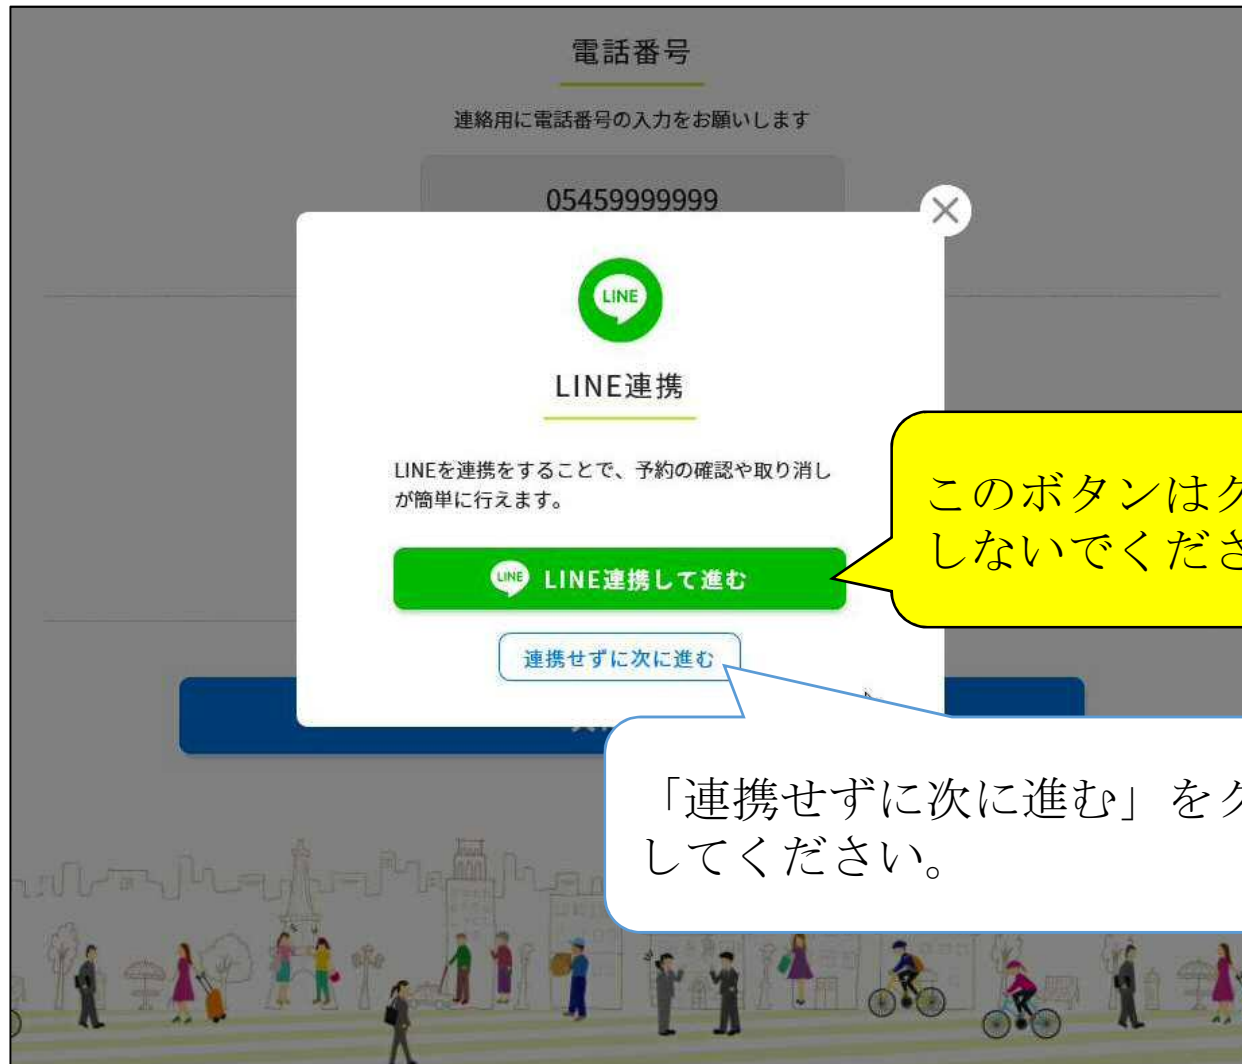 電話番号
連絡用に電話番号の入力をお願いします
05459999999
LINE
LINE連携
LINEを連携をすることで、予約の確認や取り消し
が簡単に行えます。
LINE LINE連携して進む
連携せずに次に進む
このボタンはク
しないでくださ
「連携せずに次に進む」をク
してください。